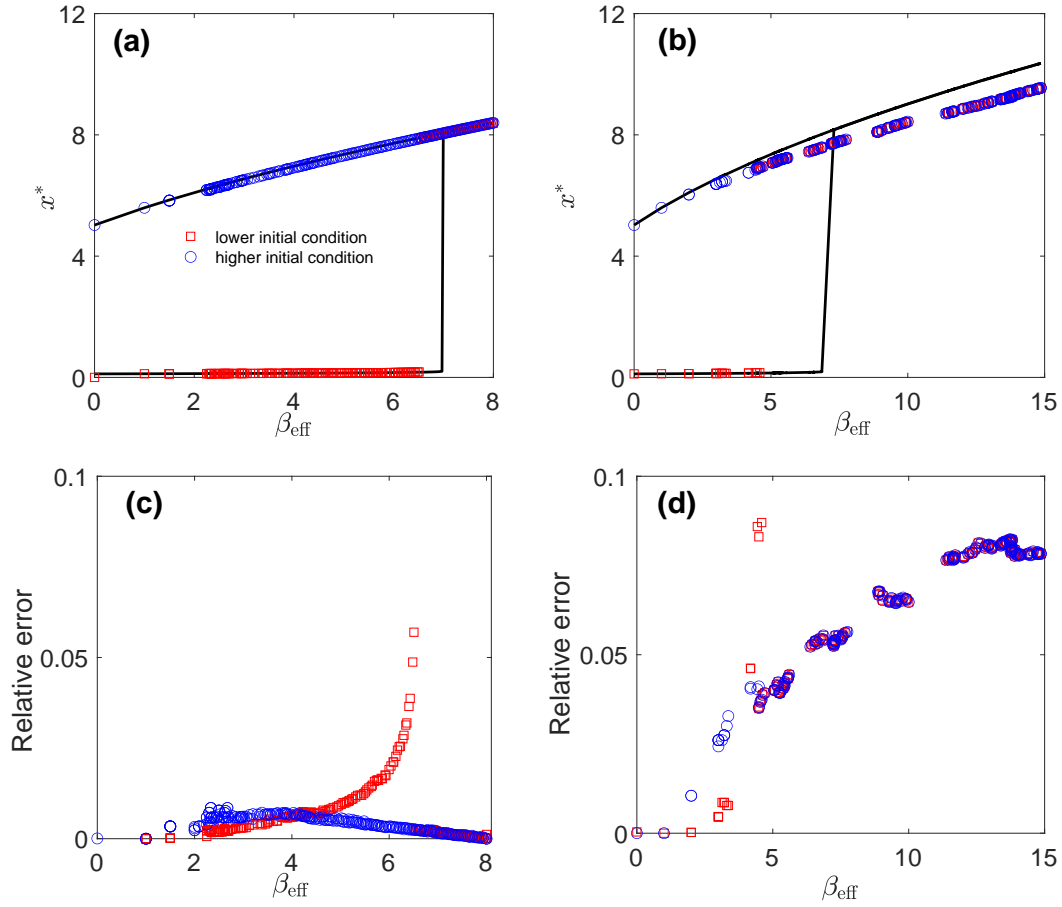 (a)
12
8
4
0
x*
0 2 4 6 8
β_eff
lower initial condition
higher initial condition
(b)
12
8
4
0
x*
0 5 10 15
β_eff
(c)
0.1
0.05
0
Relative error
0 2 4 6 8
β_eff
(d)
0.1
0.05
0
Relative error
0 5 10 15
β_eff